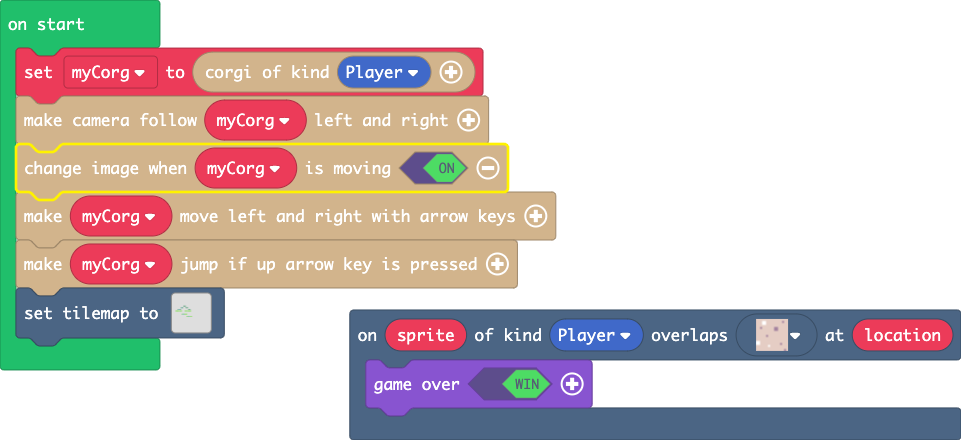 on start
set myCorg to corgi of kind Player
make camera follow myCorg left and right
change image when myCorg is moving ON
make myCorg move left and right with arrow keys
make myCorg jump if up arrow key is pressed
set tilemap to
on sprite of kind Player overlaps at location
game over WIN